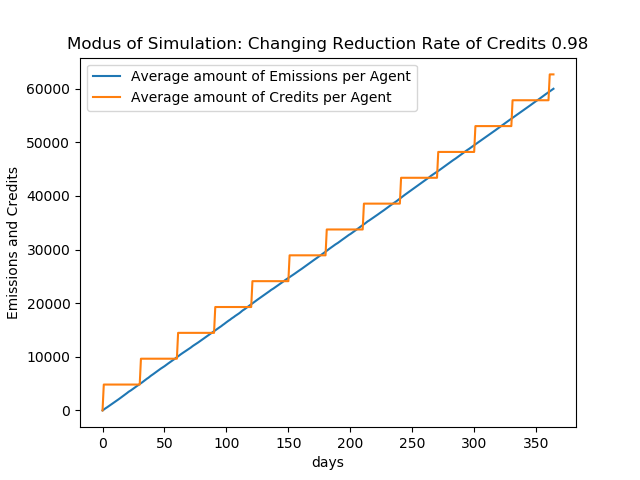 Modus of Simulation: Changing Reduction Rate of Credits 0.98
Average amount of Emissions per Agent
Average amount of Credits per Agent
Emissions and Credits
60000
50000
40000
30000
20000
10000
0
0 50 100 150 200 250 300 350
days